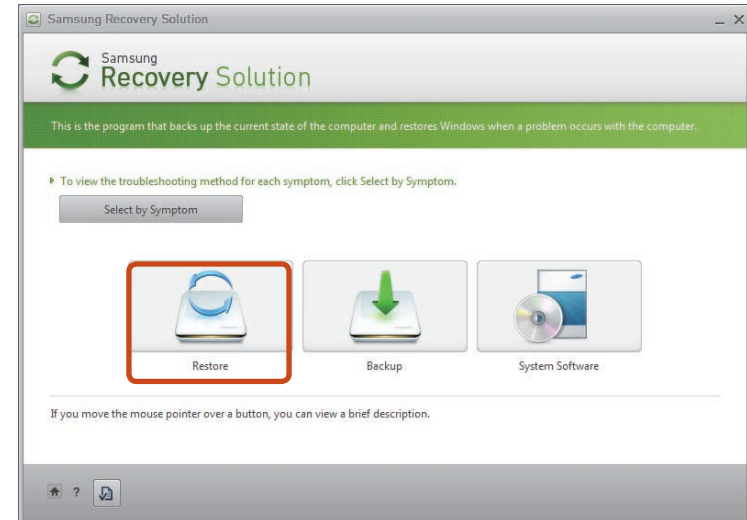 Samsung Recovery Solution
Samsung
Recovery Solution
This is the program that backs up the current state of the computer and restores Windows when a problem occurs with the computer.
To view the troubleshooting method for each symptom, click Select by Symptom.
Select by Symptom
Restore Backup System Software
If you move the mouse pointer over a button, you can view a brief description.
?